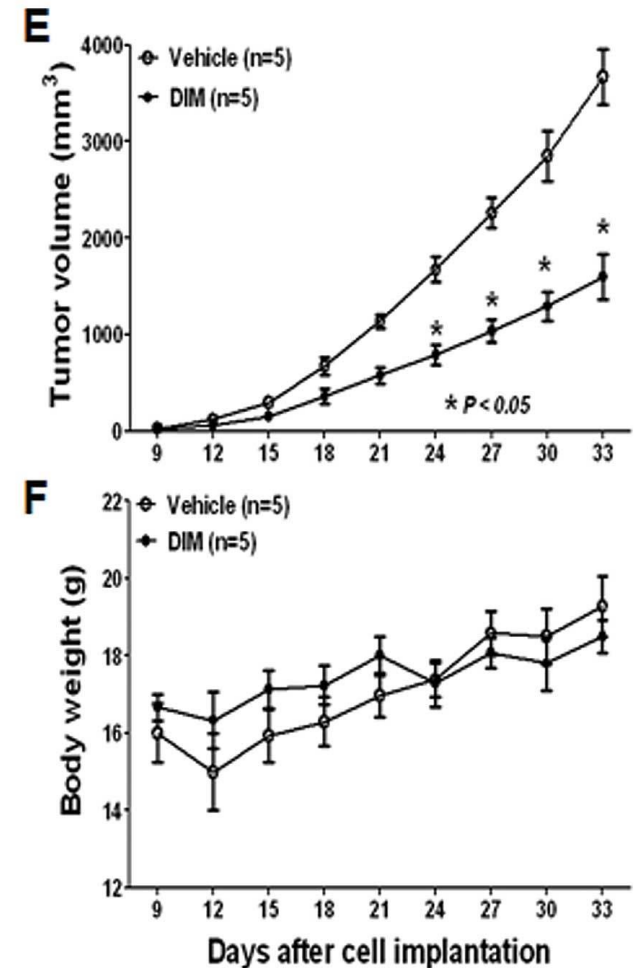 E
Tumor volume (mm³)
4000
3000
2000
1000
0
Vehicle (n=5)
DIM (n=5)
*
*
*
*
* P < 0.05
9 12 15 18 21 24 27 30 33
F
Body weight (g)
22
20
18
16
14
12
Vehicle (n=5)
DIM (n=5)
9 12 15 18 21 24 27 30 33
Days after cell implantation